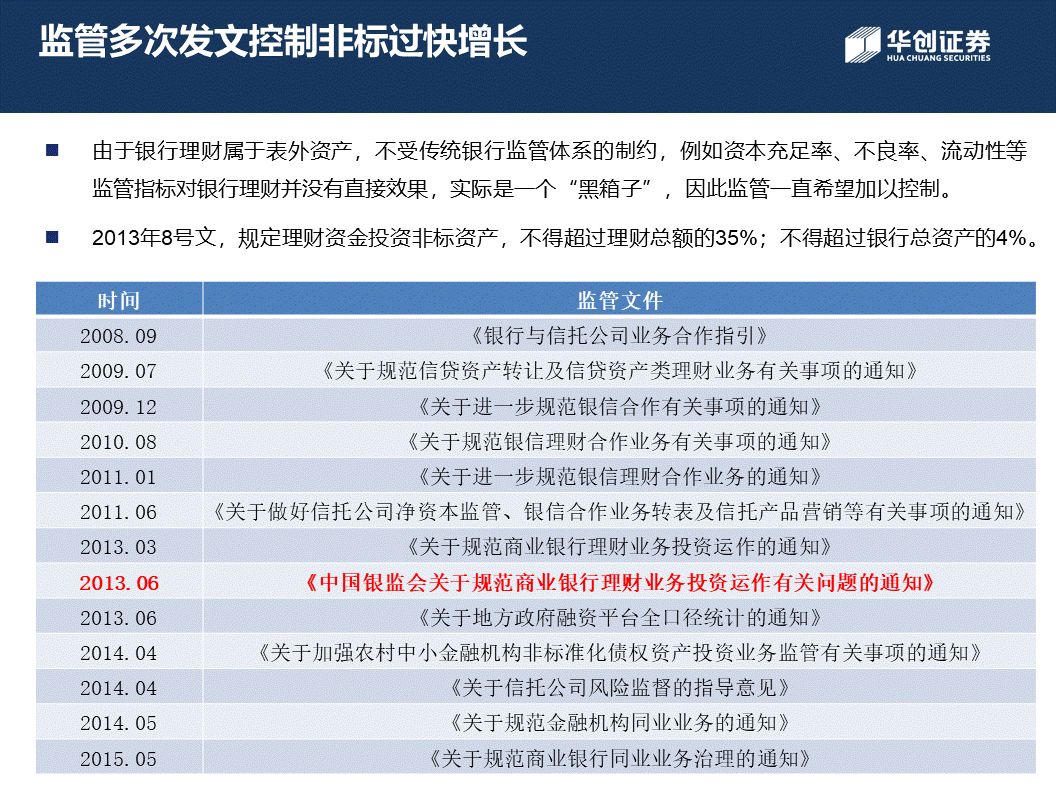 监管多次发文控制非标过快增长
华创证券
HUA CHUANG SECURITIES
由于银行理财属于表外资产，不受传统银行监管体系的制约，例如资本充足率、不良率、流动性等
监管指标对银行理财并没有直接效果，实际是一个“黑箱子”，因此监管一直希望加以控制。
2013年8号文，规定理财资金投资非标资产，不得超过理财总额的35%；不得超过银行总资产的4%。
时间 监管文件
2008.09 《银行与信托公司业务合作指引》
2009.07 《关于规范信贷资产转让及信贷资产类理财业务有关事项的通知》
2009.12 《关于进一步规范银信合作有关事项的通知》
2010.08 《关于规范银信理财合作业务有关事项的通知》
2011.01 《关于进一步规范银信理财合作业务的通知》
2011.06 《关于做好信托公司净资本监管、银信合作业务转表及信托产品营销等有关事项的通知》
2013.03 《关于规范商业银行理财业务投资运作的通知》
2013.06 《中国银监会关于规范商业银行理财业务投资运作有关问题的通知》
2013.06 《关于地方政府融资平台全口径统计的通知》
2014.04 《关于加强农村中小金融机构非标准化债权资产投资业务监管有关事项的通知》
2014.04 《关于信托公司风险监督的指导意见》
2014.05 《关于规范金融机构同业业务的通知》
2015.05 《关于规范商业银行同业业务治理的通知》